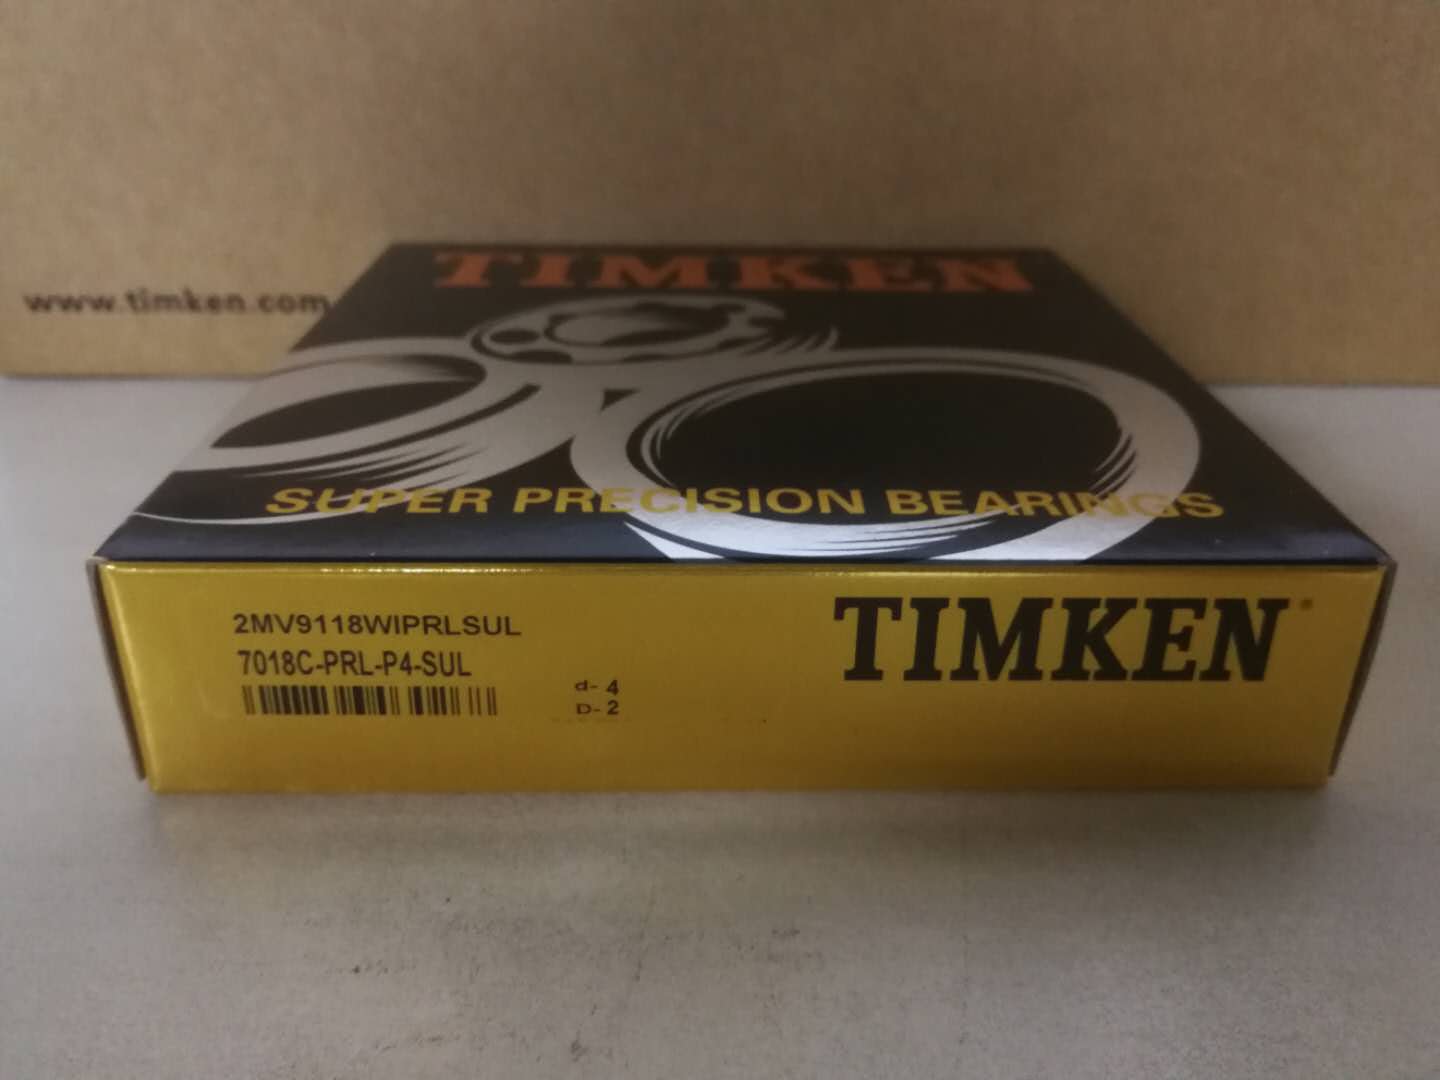 www.timken.com
TIMKEN
SUPER PRECISION BEARINGS
2MV9118WIPRLSUL
7018C-PRL-P4-SUL
d- 4
D- 2
TIMKEN®